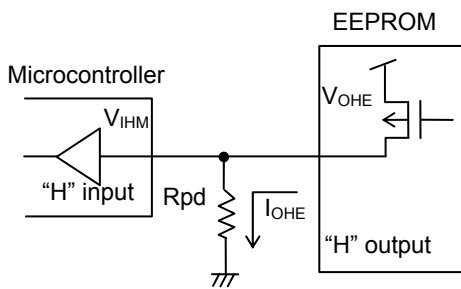 EEPROM
Microcontroller
VIHM
VOHE
“H” input
Rpd
IOHE
“H” output